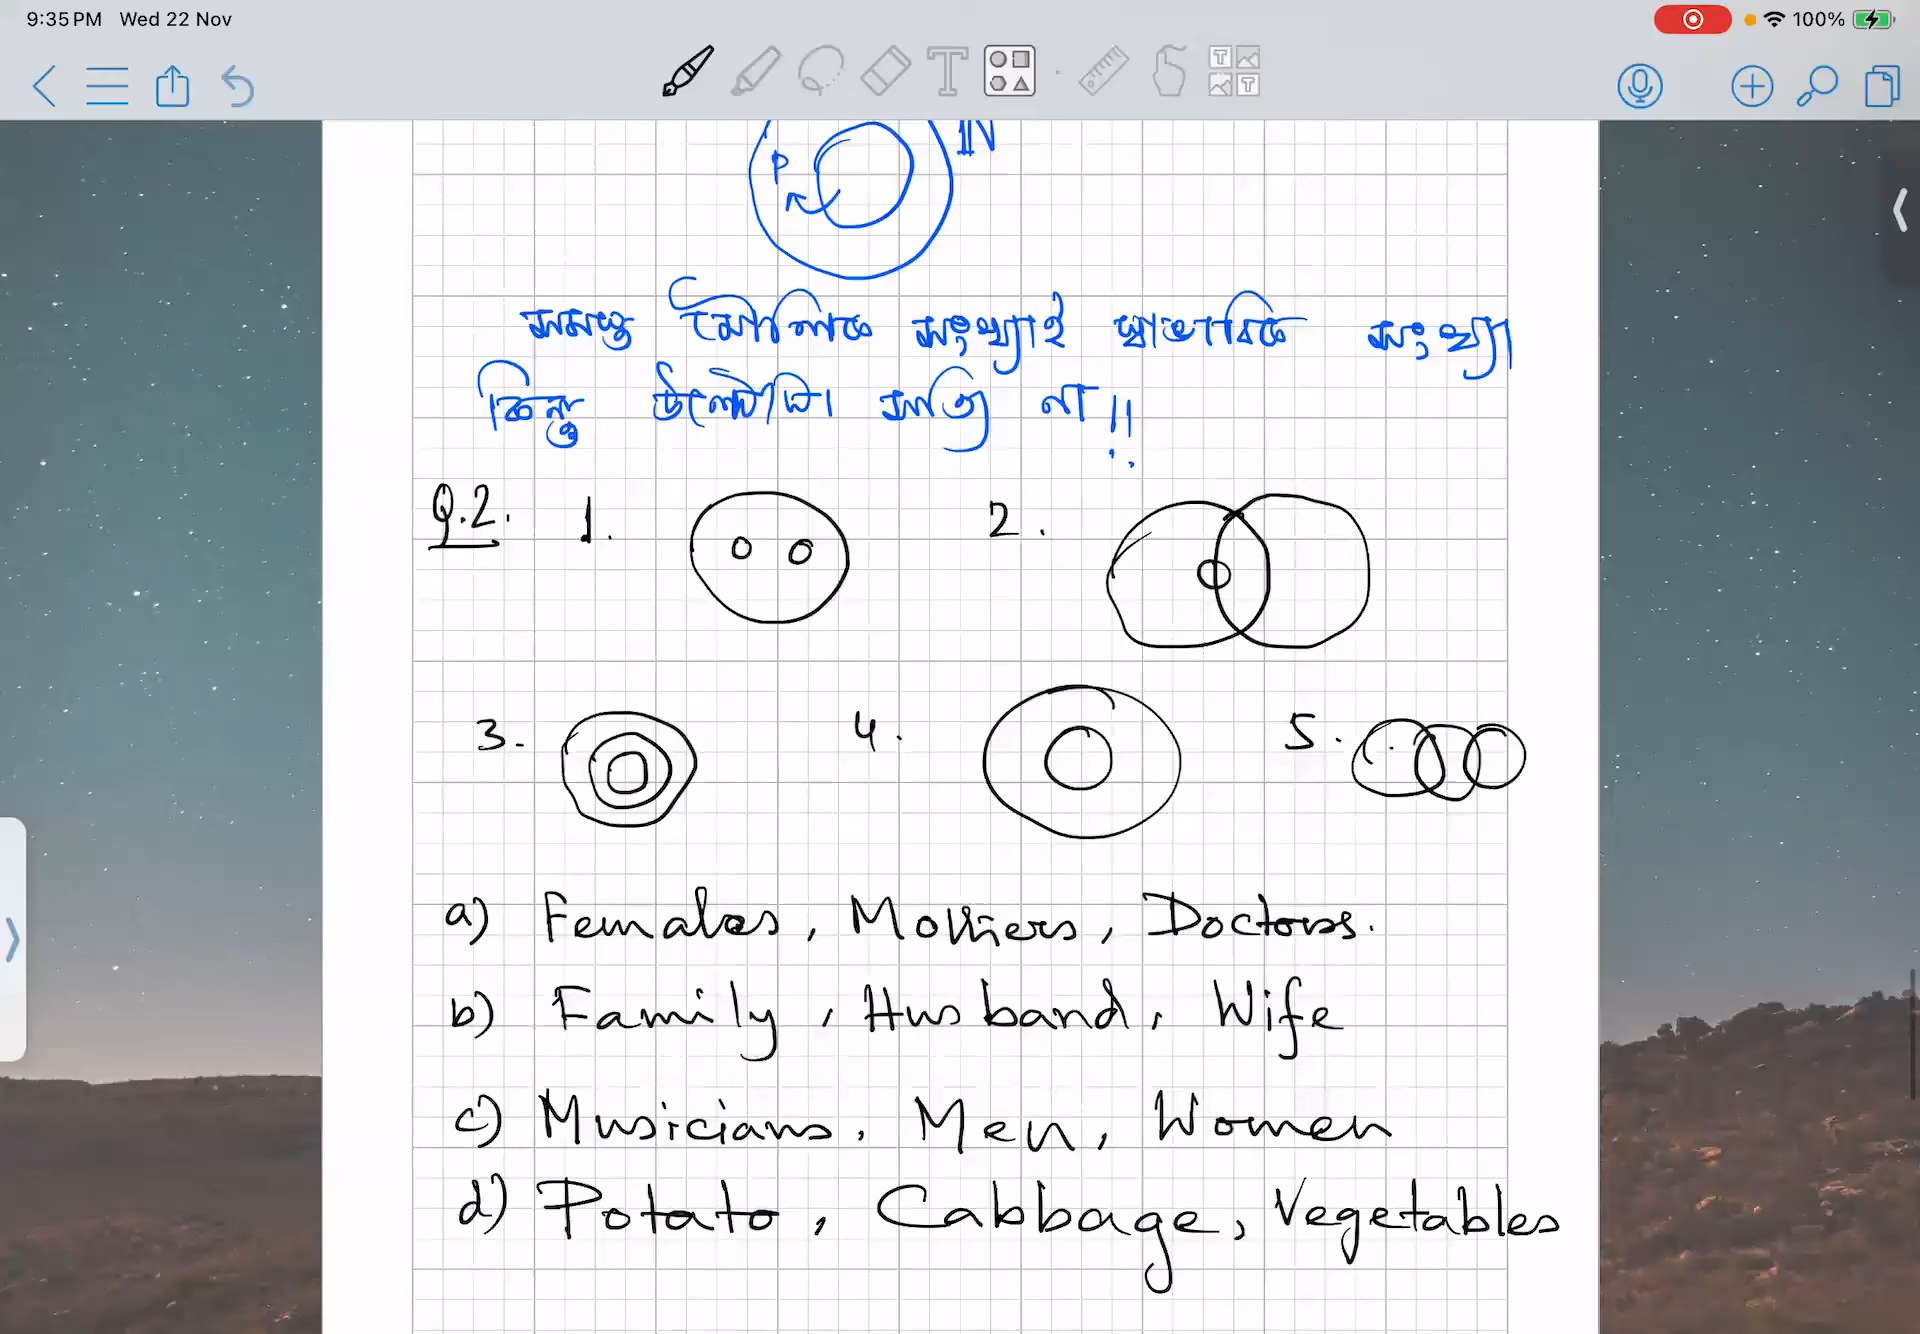 9:35 PM Wed 22 Nov
100%
P
IN
সমস্ত মৌলিক সংখ্যাই স্বাভাবিক সংখ্যা
কিন্তু উল্টোটা সত্যি না!!
Q.2. 1. 2.
3. 4. 5.
a) Females, Mothers, Doctors.
b) Family, Husband, Wife
c) Musicians, Men, Women
d) Potato, Cabbage, Vegetables